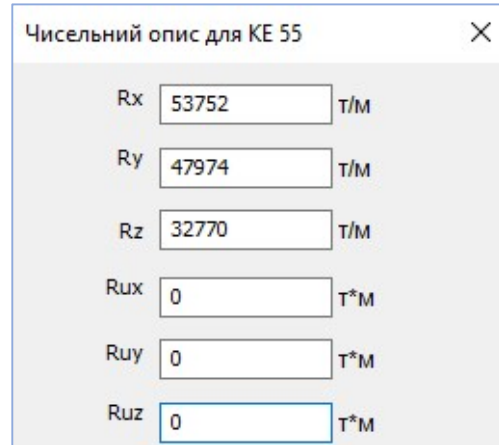 Чисельний опис для КЕ 55
Rx 53752 т/м
Ry 47974 т/м
Rz 32770 т/м
Rux 0 т*м
Ruy 0 т*м
Ruz 0 т*м